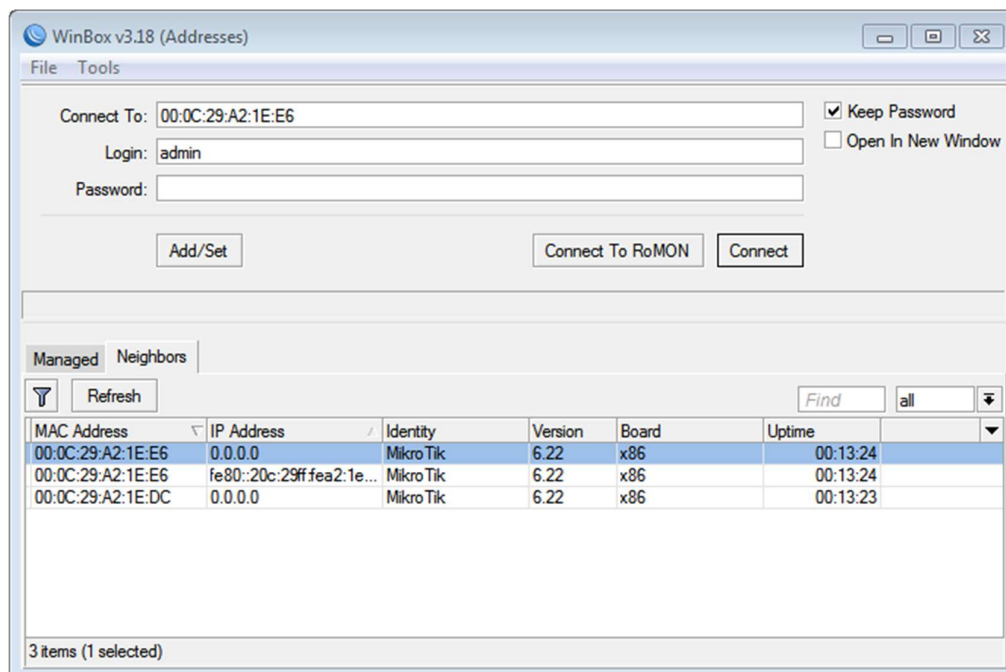 WinBox v3.18 (Addresses)
File Tools
Connect To: 00:0C:29:A2:1E:E6
Keep Password
Login: admin
Open In New Window
Password:
Add/Set Connect To RoMON Connect
Managed Neighbors
Refresh Find all
MAC Address IP Address Identity Version Board Uptime
00:0C:29:A2:1E:E6 0.0.0.0 MikroTik 6.22 x86 00:13:24
00:0C:29:A2:1E:E6 fe80::20c:29ff:fea2:1e... MikroTik 6.22 x86 00:13:24
00:0C:29:A2:1E:DC 0.0.0.0 MikroTik 6.22 x86 00:13:23
3 items (1 selected)